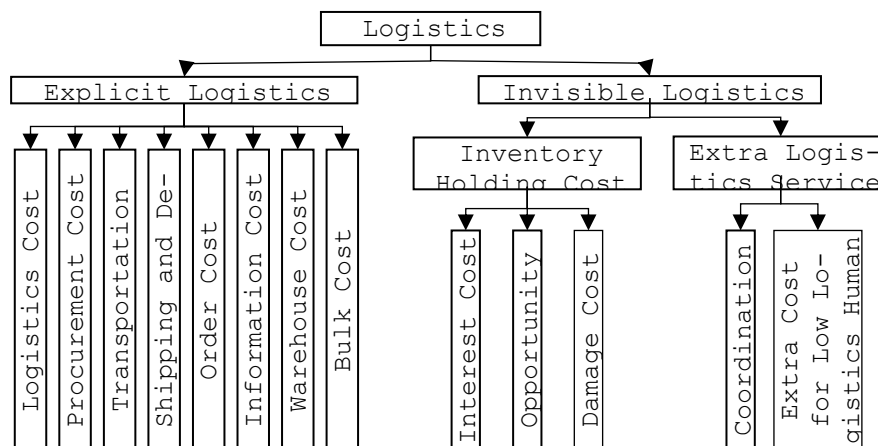 Logistics
Explicit Logistics
Invisible Logistics
Inventory
Holding Cost
Extra Logis-
tics Service
Logistics Cost
Procurement Cost
Transportation
Shipping and De-
Order Cost
Information Cost
Warehouse Cost
Bulk Cost
Interest Cost
Opportunity
Damage Cost
Coordination
Extra Cost
for Low Lo-
gistics Human